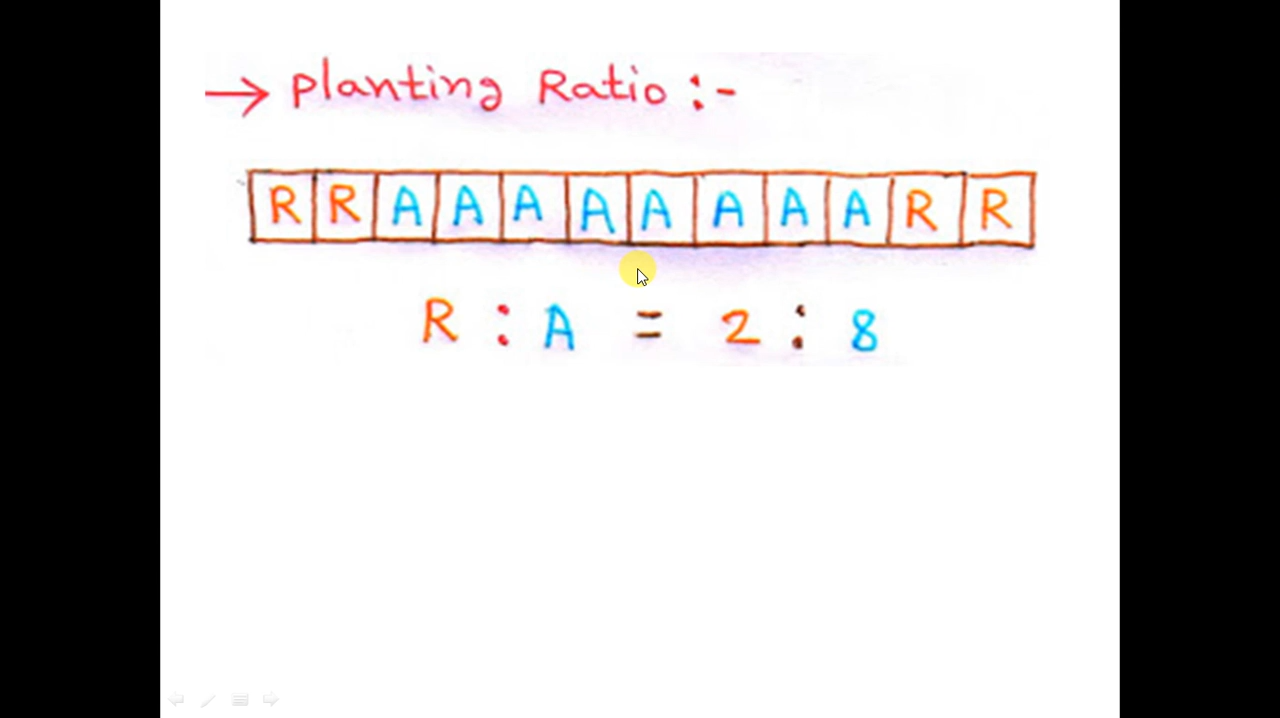 → Planting Ratio :-
R R A A A A A A A A R R
R : A = 2 : 8